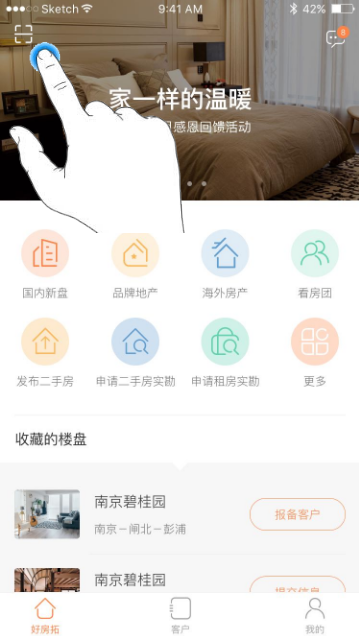 Sketch
9:41 AM
42%
8
家一样的温暖
感恩回馈活动
国内新盘
品牌地产
海外房产
看房团
发布二手房
申请二手房实勘
申请租房实勘
更多
收藏的楼盘
南京碧桂园
南京－闸北－彭浦
报备客户
南京碧桂园
提交信息
好房拓
客户
我的